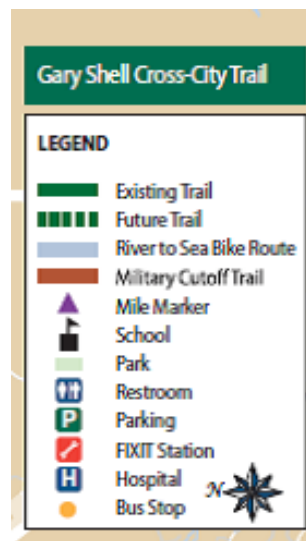 Gary Shell Cross-City Trail
LEGEND
Existing Trail
Future Trail
River to Sea Bike Route
Military Cutoff Trail
Mile Marker
School
Park
Restroom
P Parking
FIXIT Station
H Hospital
N
Bus Stop